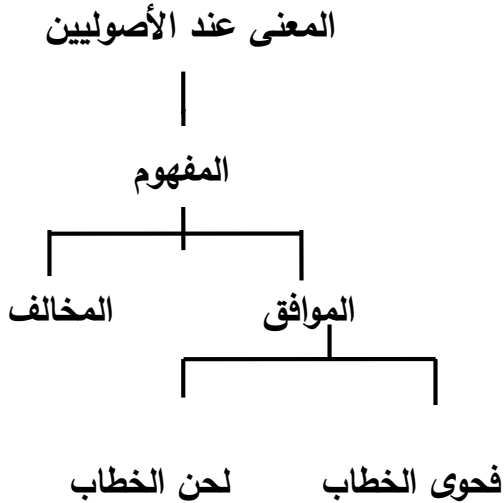 المعنى عند الأصوليين
المفهوم
الموافق المخالف
فحوى الخطاب لحن الخطاب